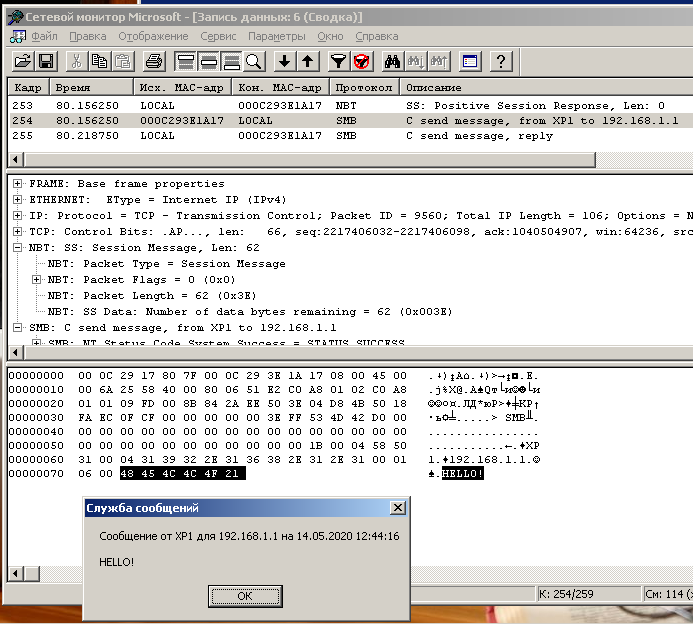 Сетевой монитор Microsoft - [Запись данных: 6 (Сводка)]
Файл Правка Отображение Сервис Параметры Окно Справка
Кадр Время Исх. MAC-адр Кон. MAC-адр Протокол Описание
253 80.156250 LOCAL 000C293E1A17 NBT SS: Positive Session Response, Len: 0
254 80.156250 000C293E1A17 LOCAL SMB C send message, from XP1 to 192.168.1.1
255 80.218750 LOCAL 000C293E1A17 SMB C send message, reply
FRAME: Base frame properties
ETHERNET: EType = Internet IP (IPv4)
IP: Protocol = TCP - Transmission Control; Packet ID = 9560; Total IP Length = 106; Options = N
TCP: Control Bits: .AP..., len: 66, seq:2217406032-2217406098, ack:1040504907, win:64236, src
NBT: SS: Session Message, Len: 62
NBT: Packet Type = Session Message
NBT: Packet Flags = 0 (0x0)
NBT: Packet Length = 62 (0x3E)
NBT: SS Data: Number of data bytes remaining = 62 (0x003E)
SMB: C send message, from XP1 to 192.168.1.1
SMB: NT Status Code System Success = STATUS SUCCESS
00000000 00 0C 29 17 80 7F 00 0C 29 3E 1A 17 08 00 45 00
00000010 00 6A 25 58 40 00 80 06 51 E2 C0 A8 01 02 C0 A8
00000020 01 01 09 FD 00 8B 84 2A EE 50 3E 04 D8 4B 50 18
00000030 FA EC 0F CF 00 00 00 00 00 3E FF 53 4D 42 D0 00
00000040 00 00 00 00 00 00 00 00 00 00 00 00 00 00 00 00
00000050 00 00 00 00 00 00 00 00 00 00 00 1B 00 04 58 50
00000060 31 00 04 31 39 32 2E 31 36 38 2E 31 2E 31 00 01
00000070 06 00 48 45 4C 4C 4F 21 ♠.HELLO!
Служба сообщений
Сообщение от XP1 для 192.168.1.1 на 14.05.2020 12:44:16
HELLO!
OK
К: 254/259 См: 114 (x